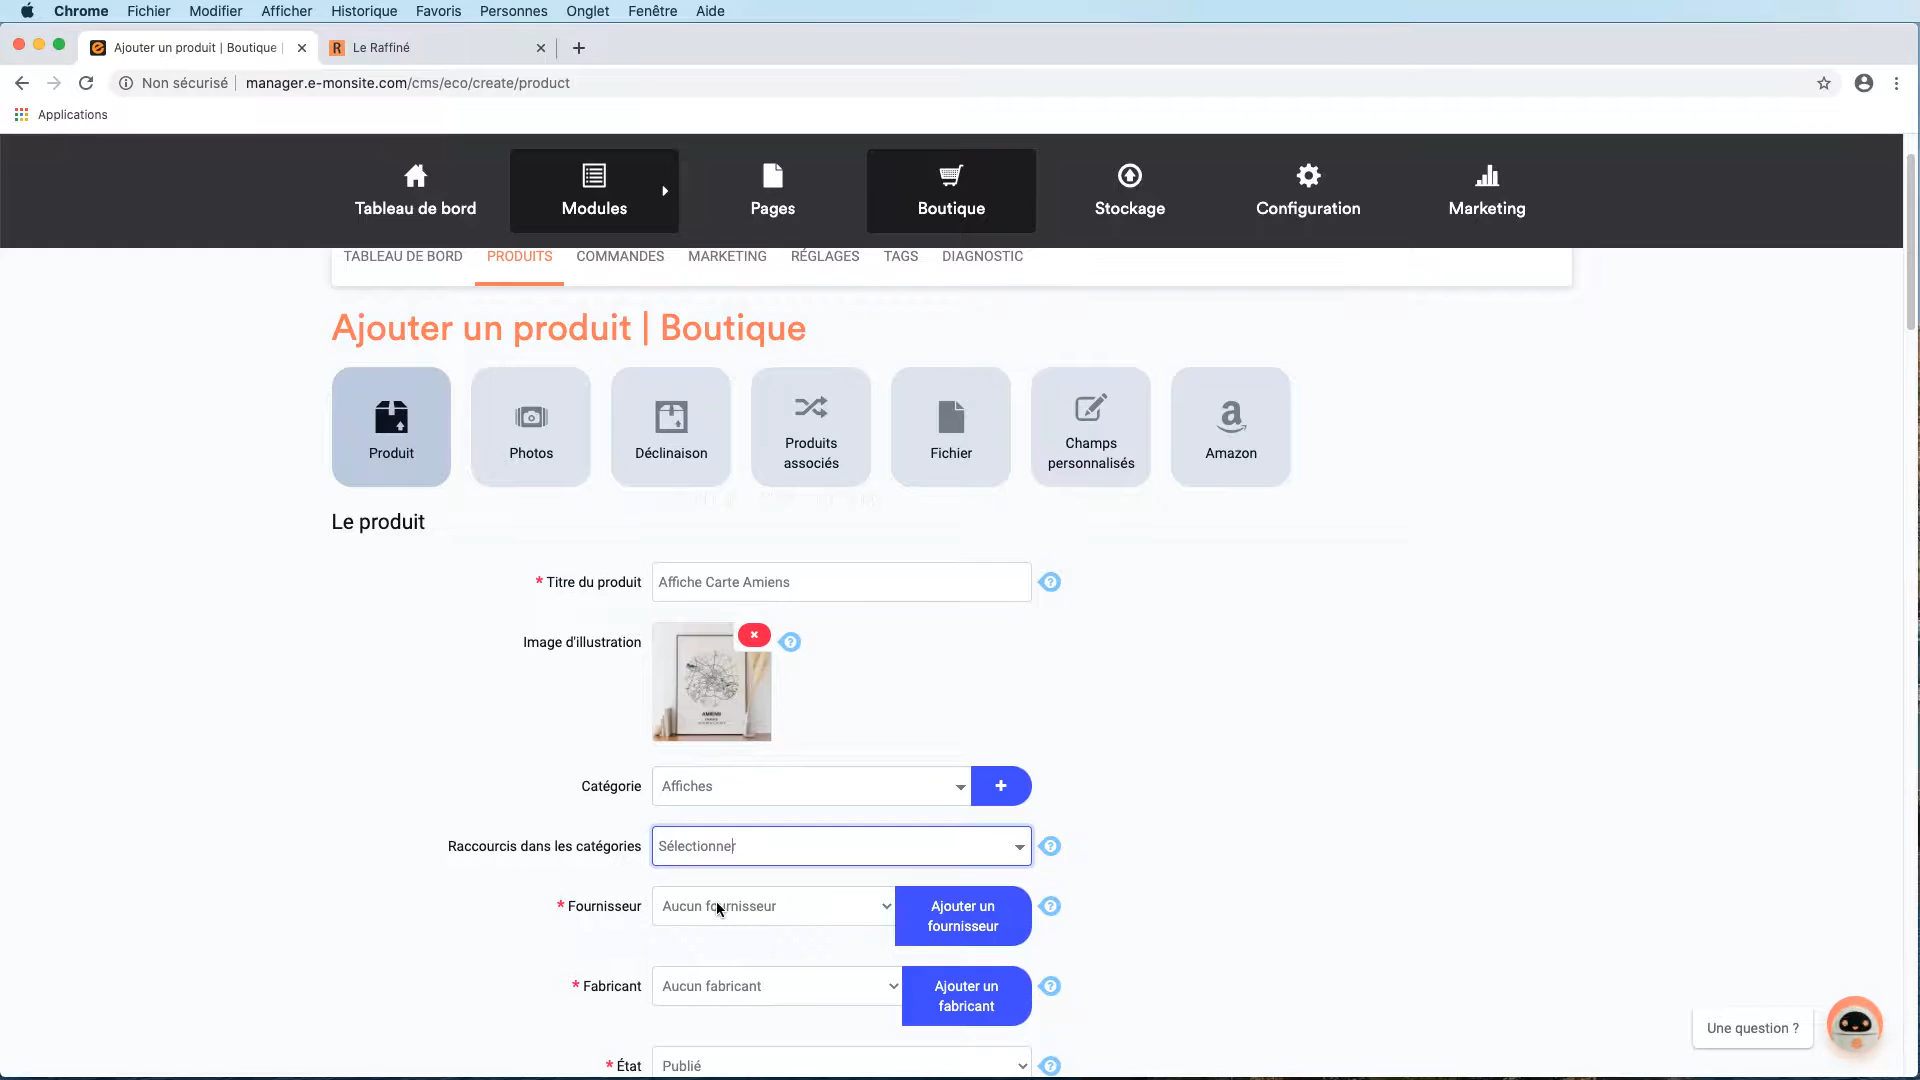 Chrome Fichier Modifier Afficher Historique Favoris Personnes Onglet Fenêtre Aide
Ajouter un produit | Boutique |
R Le Raffiné
Non sécurisé manager.e-monsite.com/cms/eco/create/product
Applications
Tableau de bord Modules Pages Boutique Stockage Configuration Marketing
TABLEAU DE BORD PRODUITS COMMANDES MARKETING RÉGLAGES TAGS DIAGNOSTIC
Ajouter un produit | Boutique
Produit
Photos
Déclinaison
Produits
associés
Fichier
Champs
personnalisés
Amazon
Le produit
* Titre du produit Affiche Carte Amiens ?
Image d'illustration ?
AMIENS
Catégorie Affiches +
Raccourcis dans les catégories Sélectionner ?
* Fournisseur Aucun fournisseur
Ajouter un
fournisseur
?
* Fabricant Aucun fabricant
Ajouter un
fabricant
?
* État Publié ?
Une question ?